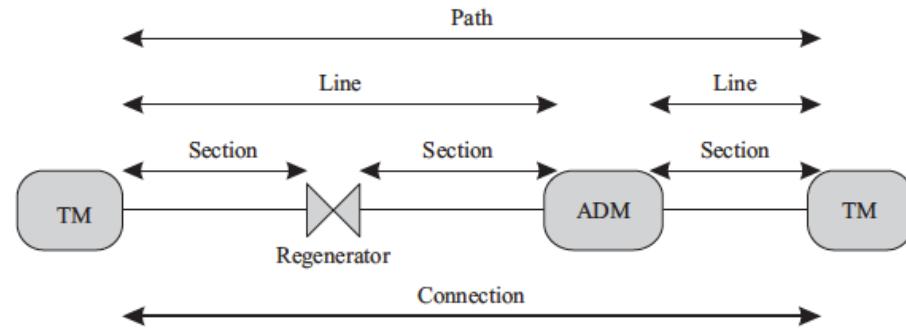 Path
Line
Line
Section
Section
Section
TM
ADM
TM
Regenerator
Connection